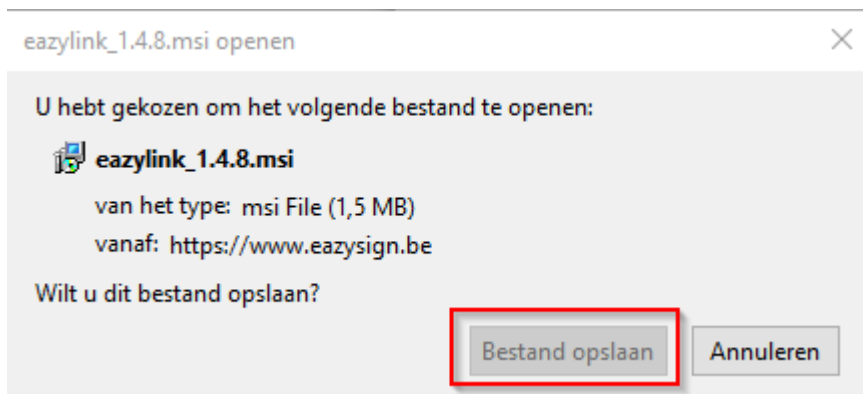 eazylink_1.4.8.msi openen
U hebt gekozen om het volgende bestand te openen:
eazylink_1.4.8.msi
van het type: msi File (1,5 MB)
vanaf: https://www.eazysign.be
Wilt u dit bestand opslaan?
Bestand opslaan Annuleren